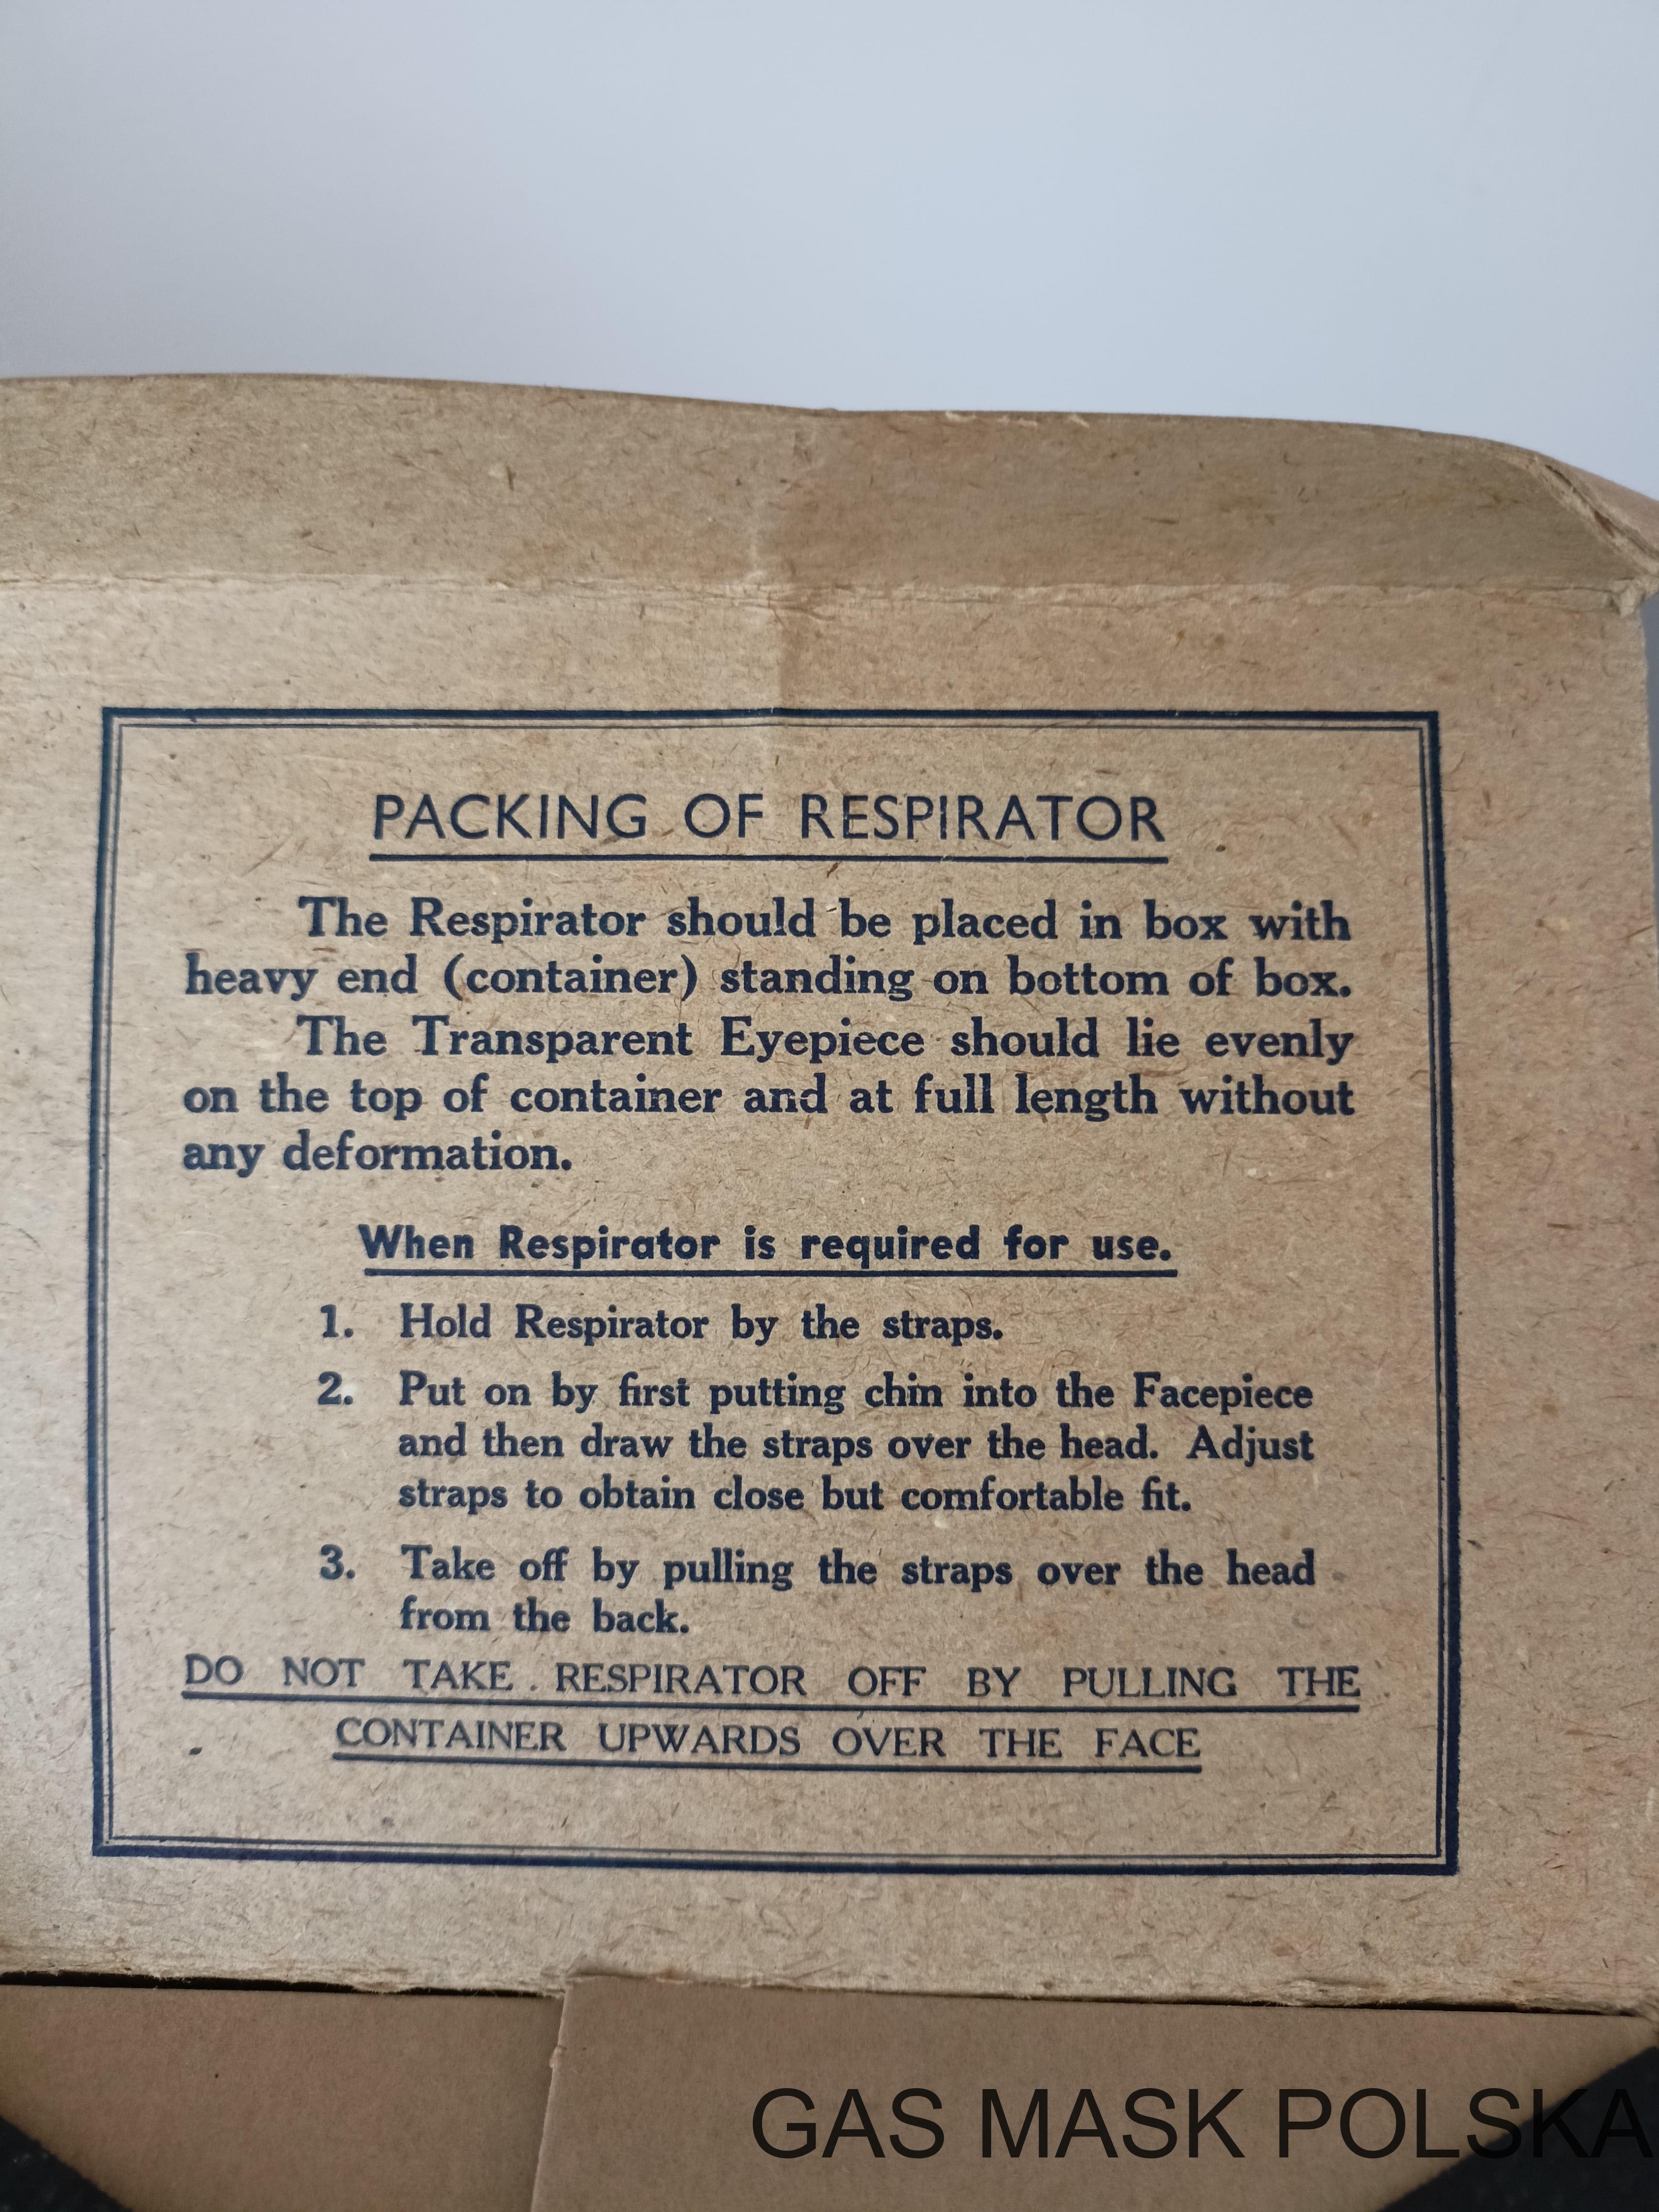 PACKING OF RESPIRATOR
The Respirator should be placed in box with
heavy end (container) standing on bottom of box.
The Transparent Eyepiece should lie evenly
on the top of container and at full length without
any deformation.
When Respirator is required for use.
1. Hold Respirator by the straps.
2. Put on by first putting chin into the Facepiece
and then draw the straps over the head. Adjust
straps to obtain close but comfortable fit.
3. Take off by pulling the straps over the head
from the back.
DO NOT TAKE RESPIRATOR OFF BY PULLING THE
CONTAINER UPWARDS OVER THE FACE
GAS MASK POLSKA